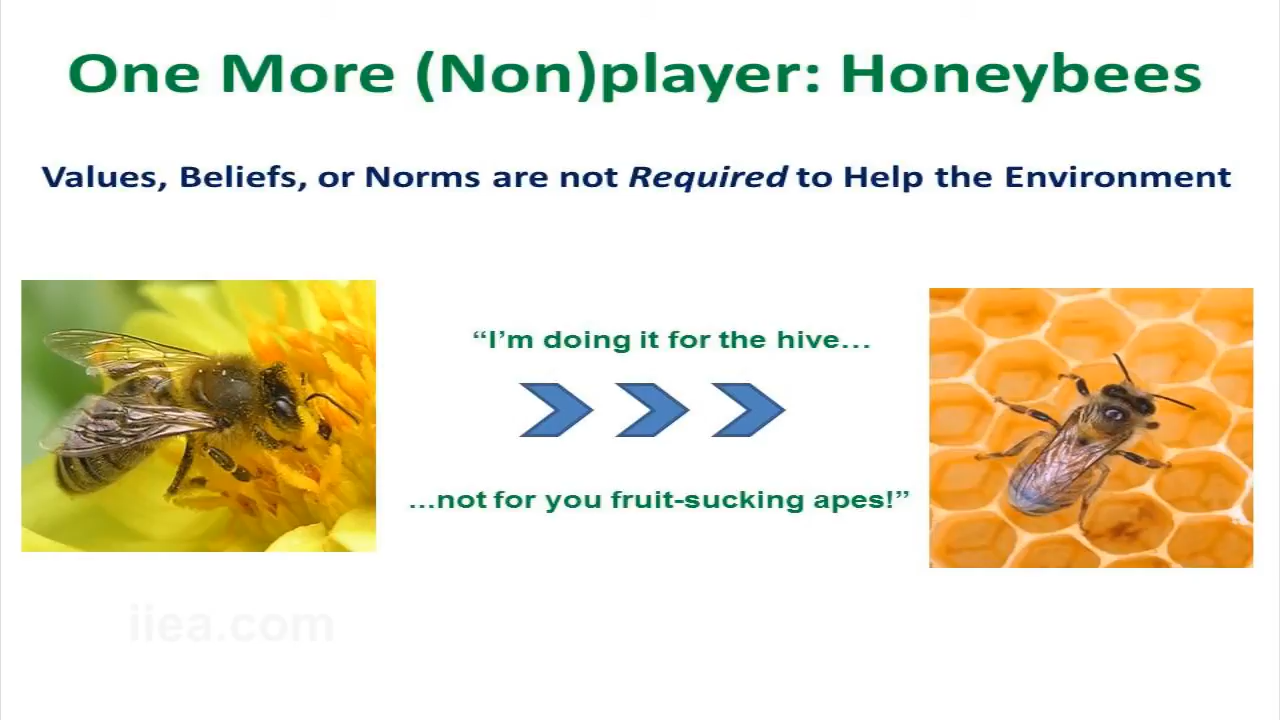 One More (Non)player: Honeybees
Values, Beliefs, or Norms are not Required to Help the Environment
“I’m doing it for the hive…
…not for you fruit-sucking apes!”
iiea.com